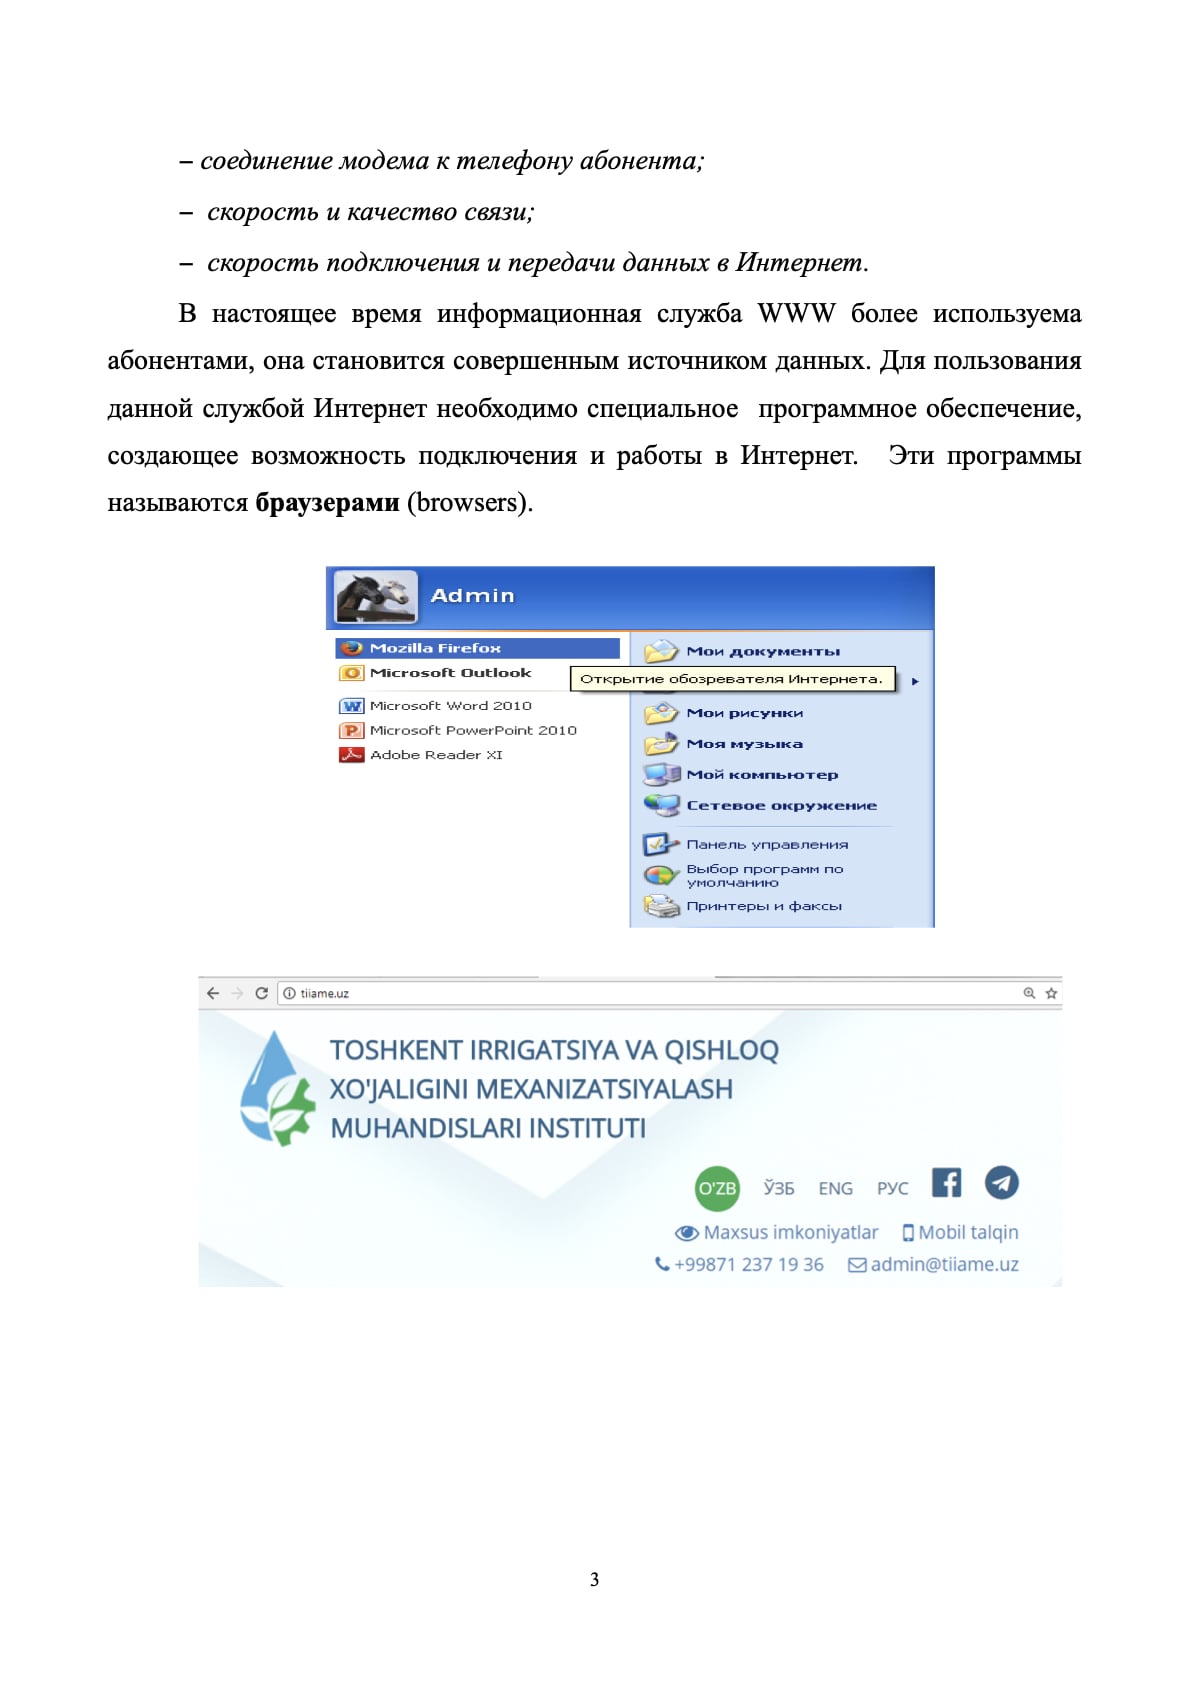 – соединение модема к телефону абонента;
– скорость и качество связи;
– скорость подключения и передачи данных в Интернет.
В настоящее время информационная служба WWW более используема
абонентами, она становится совершенным источником данных. Для пользования
данной службой Интернет необходимо специальное программное обеспечение,
создающее возможность подключения и работы в Интернет. Эти программы
называются браузерами (browsers).
Admin
Mozilla Firefox
Microsoft Outlook
Microsoft Word 2010
Microsoft PowerPoint 2010
Adobe Reader XI
Мои документы
Открытие обозревателя Интернета.
Мои рисунки
Моя музыка
Мой компьютер
Сетевое окружение
Панель управления
Выбор программ по
умолчанию
Принтеры и факсы
tiiame.uz
TOSHKENT IRRIGATSIYA VA QISHLOQ
XO'JALIGINI MEXANIZATSIYALASH
MUHANDISLARI INSTITUTI
O'ZB ЎЗБ ENG РУС
Maxsus imkoniyatlar Mobil talqin
+99871 237 19 36 admin@tiiame.uz
3